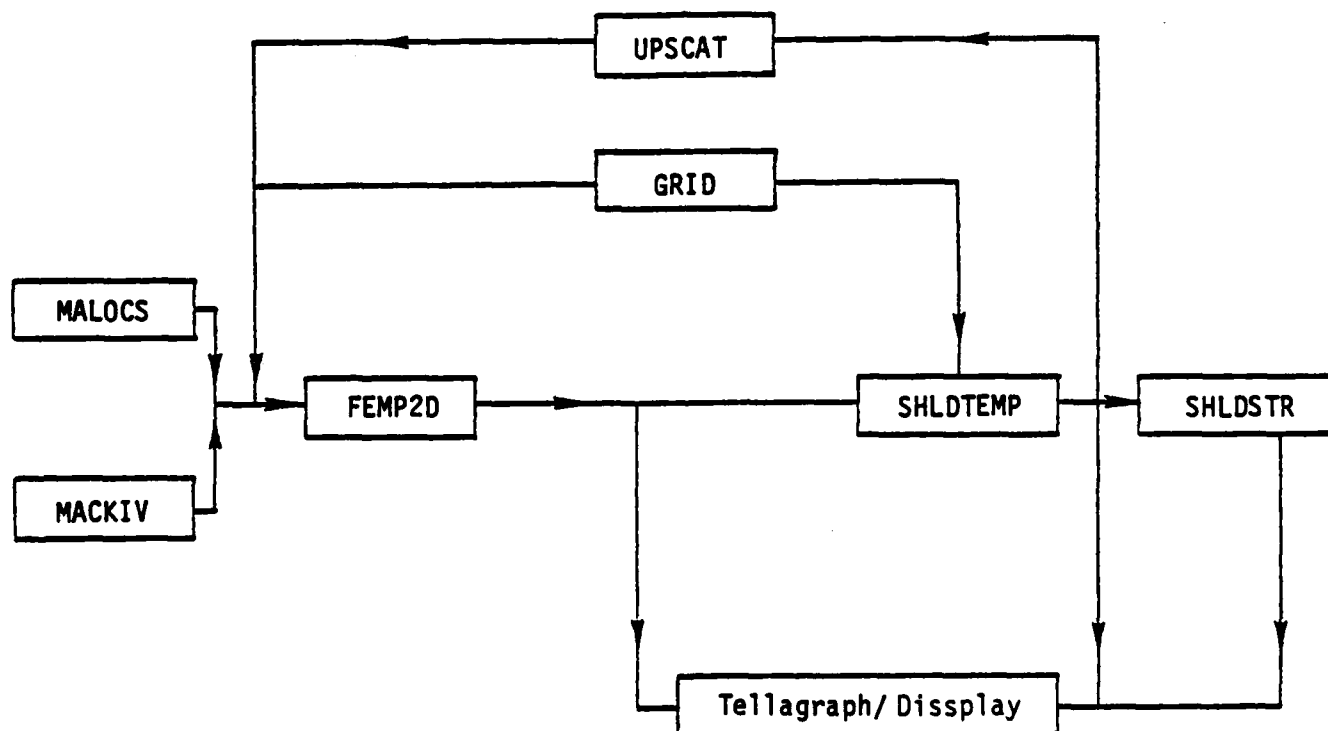 UPSCAT
GRID
MALOCS
FEMP2D
SHLDTEMP
SHLDSTR
MACKIV
Tellagraph/ Dissplay